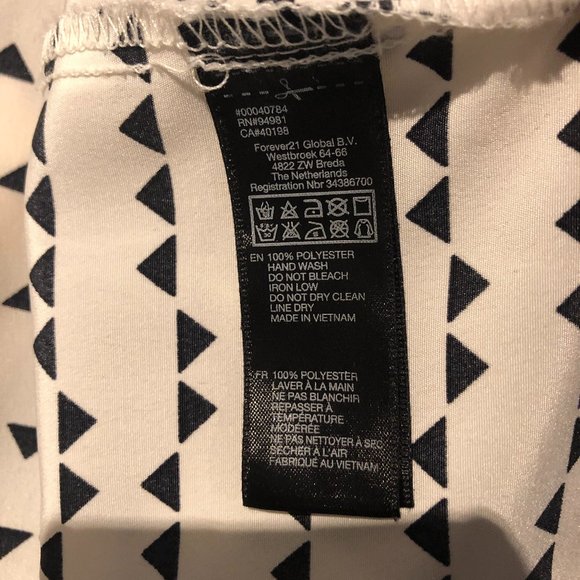 #00040784
RN#94981
CA#40198
Forever21 Global B.V.
Westbroek 64-66
4822 ZW Breda
The Netherlands
Registration Nbr 34386700
EN 100% POLYESTER
HAND WASH
DO NOT BLEACH
IRON LOW
DO NOT DRY CLEAN
LINE DRY
MADE IN VIETNAM
FR 100% POLYESTER
LAVER À LA MAIN
NE PAS BLANCHIR
REPASSER À
TEMPÉRATURE
MODÉRÉE
NE PAS NETTOYER À SEC
SÉCHER À L'AIR
FABRIQUÉ AU VIETNAM